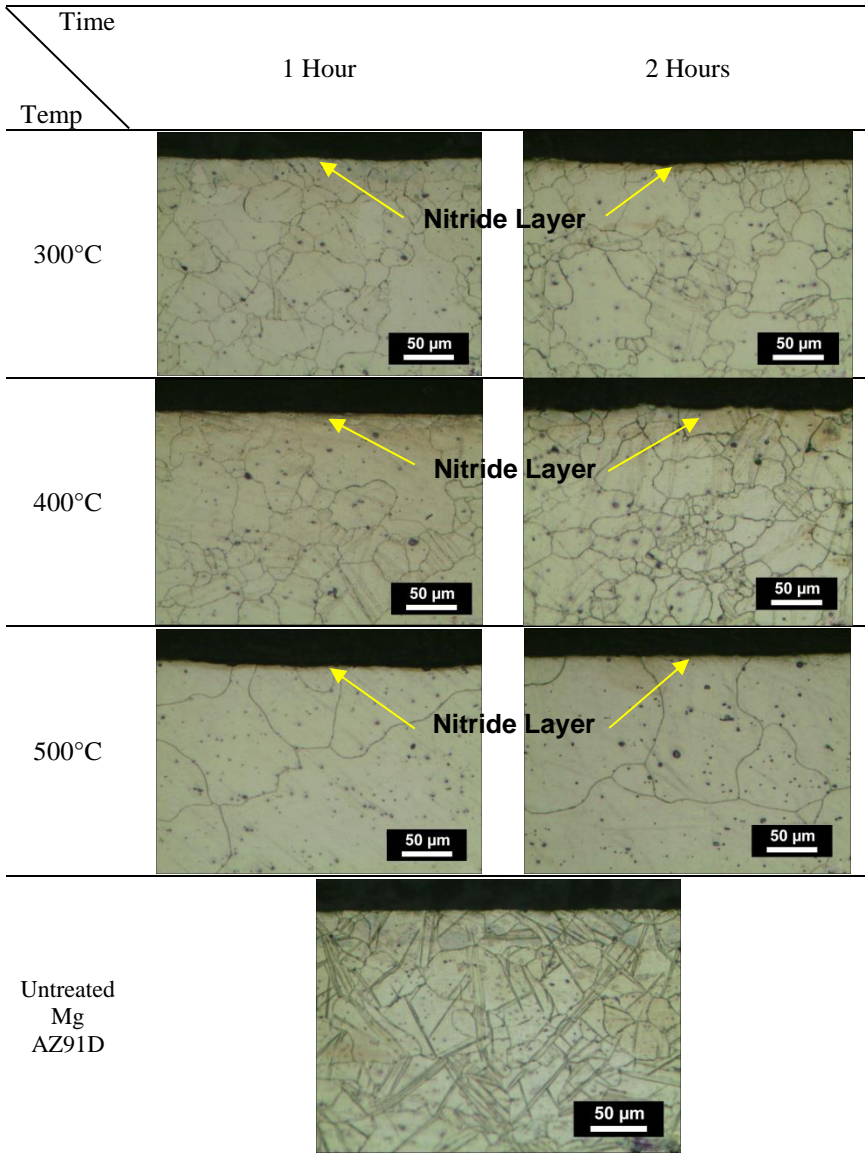 Time
1 Hour
2 Hours
Temp
300°C
Nitride Layer
50 µm
50 µm
400°C
Nitride Layer
50 µm
50 µm
500°C
Nitride Layer
50 µm
50 µm
Untreated
Mg
AZ91D
50 µm